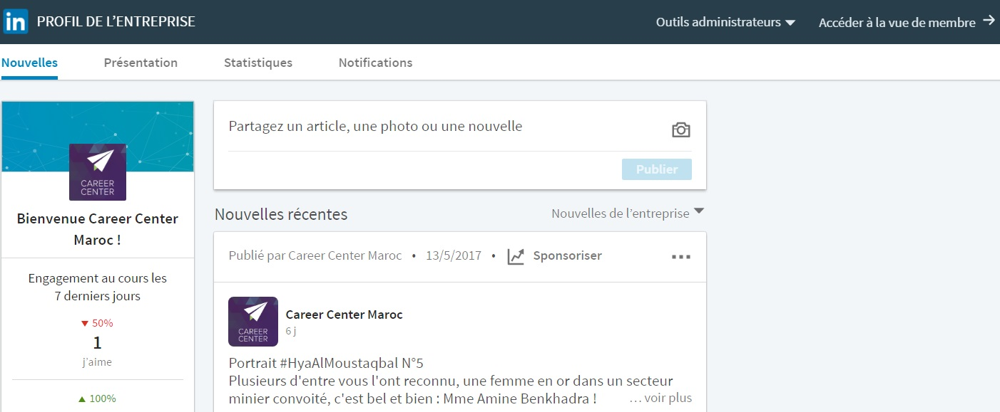 in PROFIL DE L’ENTREPRISE
Outils administrateurs
Accéder à la vue de membre
Nouvelles
Présentation
Statistiques
Notifications
CAREER
CENTER
Bienvenue Career Center
Maroc !
Engagement au cours les
7 derniers jours
50%
1
j’aime
100%
Partagez un article, une photo ou une nouvelle
Publier
Nouvelles récentes
Nouvelles de l’entreprise
Publié par Career Center Maroc • 13/5/2017 • Sponsoriser
CAREER
CENTER
Career Center Maroc
6 j
Portrait #HyaAlMoustaqbal N°5
Plusieurs d'entre vous l'ont reconnu, une femme en or dans un secteur
minier convoité, c'est bel et bien : Mme Amine Benkhadra ! …voir plus